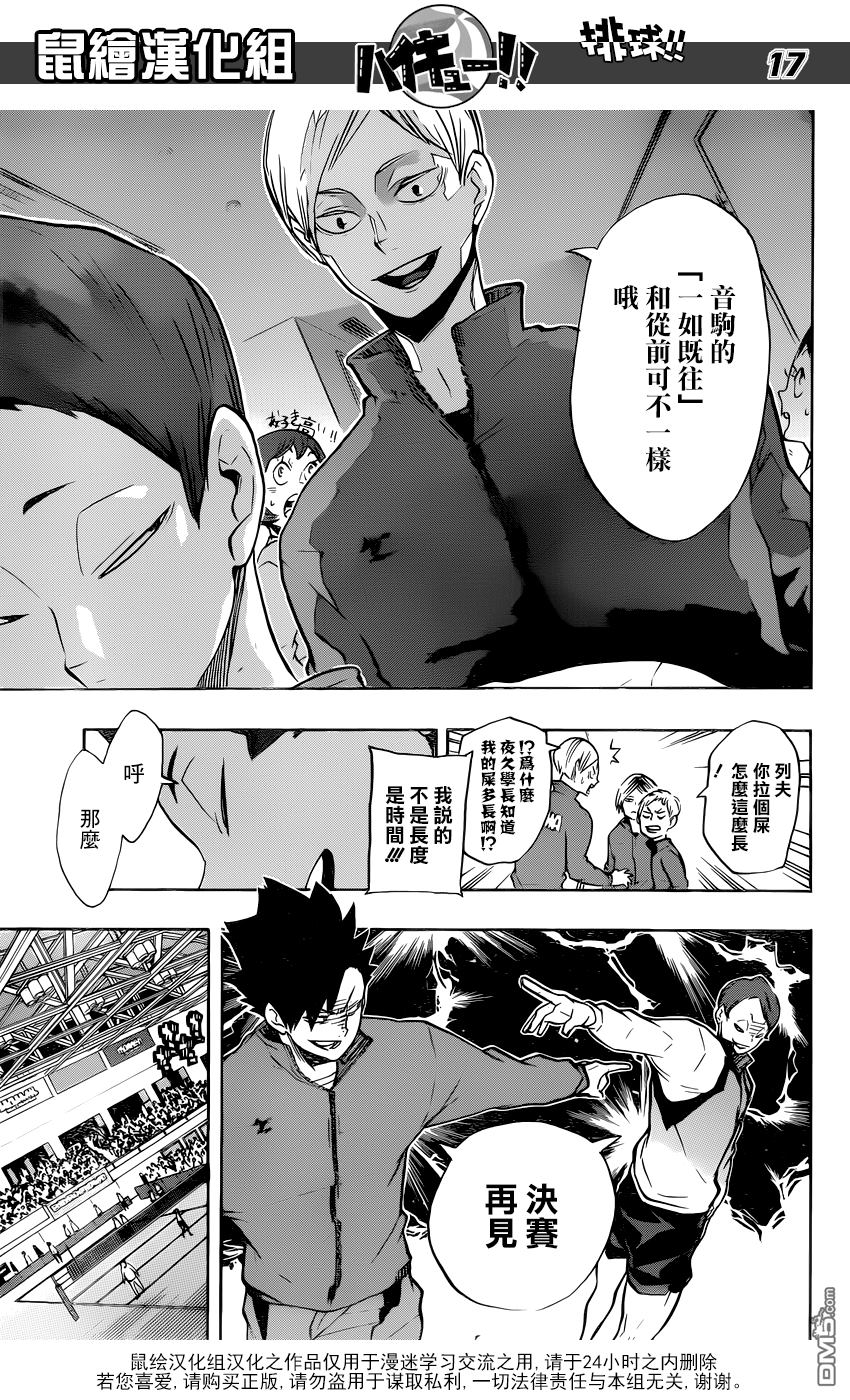 鼠繪漢化組
ハイキュー!!
排球!!
17
音駒的
「一如既往」
和從前可不一樣
哦
列夫
你拉個屎
怎麼這麼長
!
!?爲什麼
夜久學長知道
我的屎多長啊!?
我說的
不是長度
是時間!!!
呼
那麼
決賽
再見
DM5.com
鼠绘汉化组汉化之作品仅用于漫迷学习交流之用, 请于24小时之内删除
若您喜爱, 请购买正版, 请勿用于谋取私利, 一切法律责任与本组无关, 谢谢。